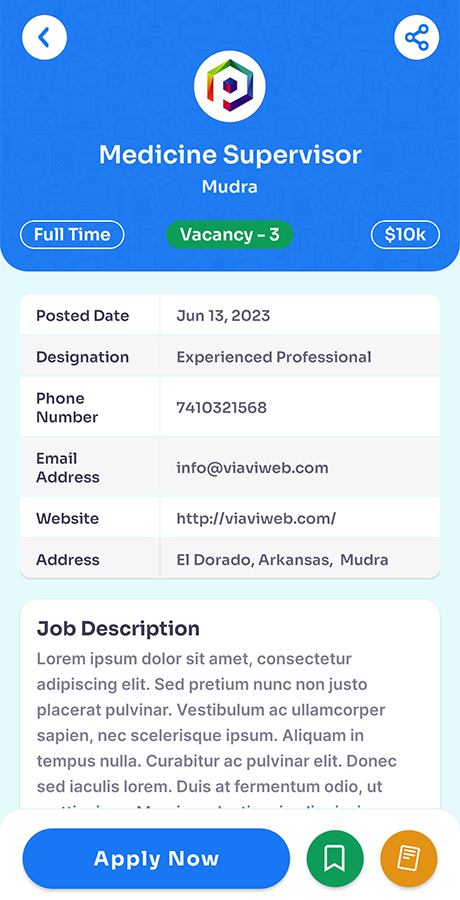 Medicine Supervisor
Mudra
Full Time
Vacancy - 3
$10k
Posted Date
Jun 13, 2023
Designation
Experienced Professional
Phone
Number
7410321568
Email
Address
info@viaviweb.com
Website
http://viaviweb.com/
Address
El Dorado, Arkansas,  Mudra
Job Description
Lorem ipsum dolor sit amet, consectetur
adipiscing elit. Sed pretium nunc non justo
placerat pulvinar. Vestibulum ac ullamcorper
sapien, nec scelerisque ipsum. Aliquam in
tempus nulla. Curabitur ac pulvinar elit. Donec
sed iaculis lorem. Duis at fermentum odio, ut
Apply Now